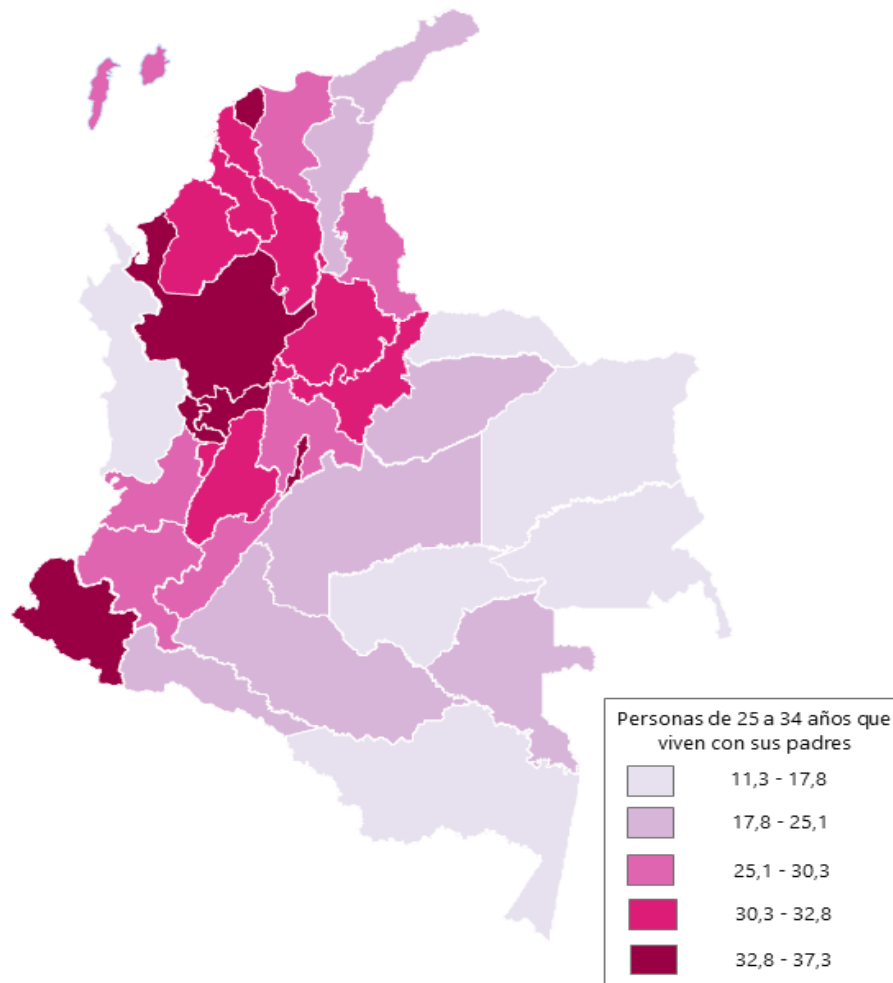 Personas de 25 a 34 años que
viven con sus padres
11,3 - 17,8
17,8 - 25,1
25,1 - 30,3
30,3 - 32,8
32,8 - 37,3